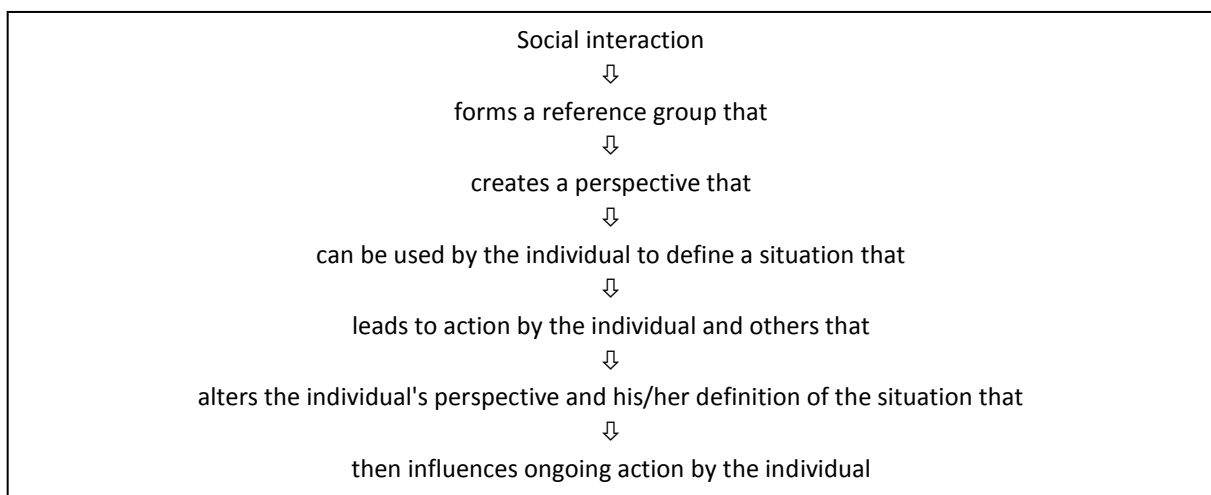 Social interaction
⇩
forms a reference group that
⇩
creates a perspective that
⇩
can be used by the individual to define a situation that
⇩
leads to action by the individual and others that
⇩
alters the individual's perspective and his/her definition of the situation that
⇩
then influences ongoing action by the individual